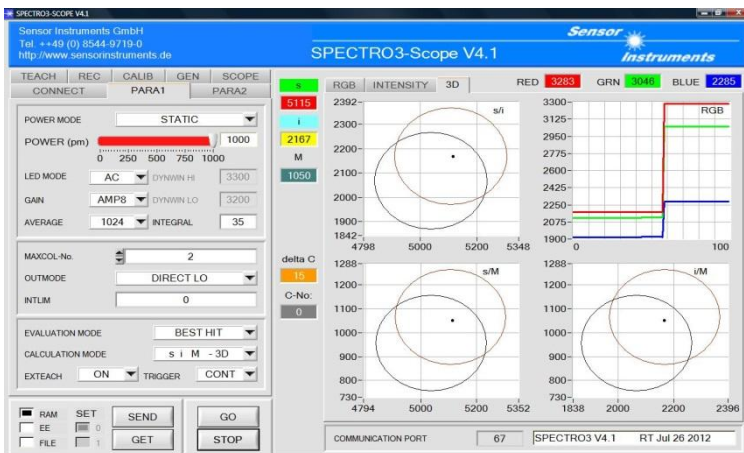 SPECTRO3-SCOPE V4.1
Sensor Instruments GmbH
Tel. ++49 (0) 8544-9719-0
http://www.sensorinstruments.de
SPECTRO3-Scope V4.1
Sensor
Instruments
TEACH REC CALIB GEN SCOPE
CONNECT PARA1 PARA2
POWER MODE STATIC
POWER (pm) 1000
0 250 500 750 1000
LED MODE AC DYNWIN HI 3300
GAIN AMP8 DYNWIN LO 3200
AVERAGE 1024 INTEGRAL 35
MAXCOL-No. 2
OUTMODE DIRECT LO
INTLIM 0
EVALUATION MODE BEST HIT
CALCULATION MODE s i M - 3D
EXTEACH ON TRIGGER CONT
RAM SET SEND GO
EE 0
FILE 1 GET STOP
s
5115
i
2167
M
1050
delta C
15
C-No:
0
RGB INTENSITY 3D RED 3283 GRN 3046 BLUE 2285
s/i
2392-
2300-
2200-
2100-
2000-
1900-
1842-
4798 5000 5200 5348
RGB
3300-
3125-
2950-
2775-
2600-
2425-
2250-
2075-
1900-
0 100
s/M
1288-
1200-
1100-
1000-
900-
800-
730-
4794 5000 5200 5352
i/M
1288-
1200-
1100-
1000-
900-
800-
730-
1838 2000 2200 2396
COMMUNICATION PORT 67 SPECTRO3 V4.1 RT Jul 26 2012